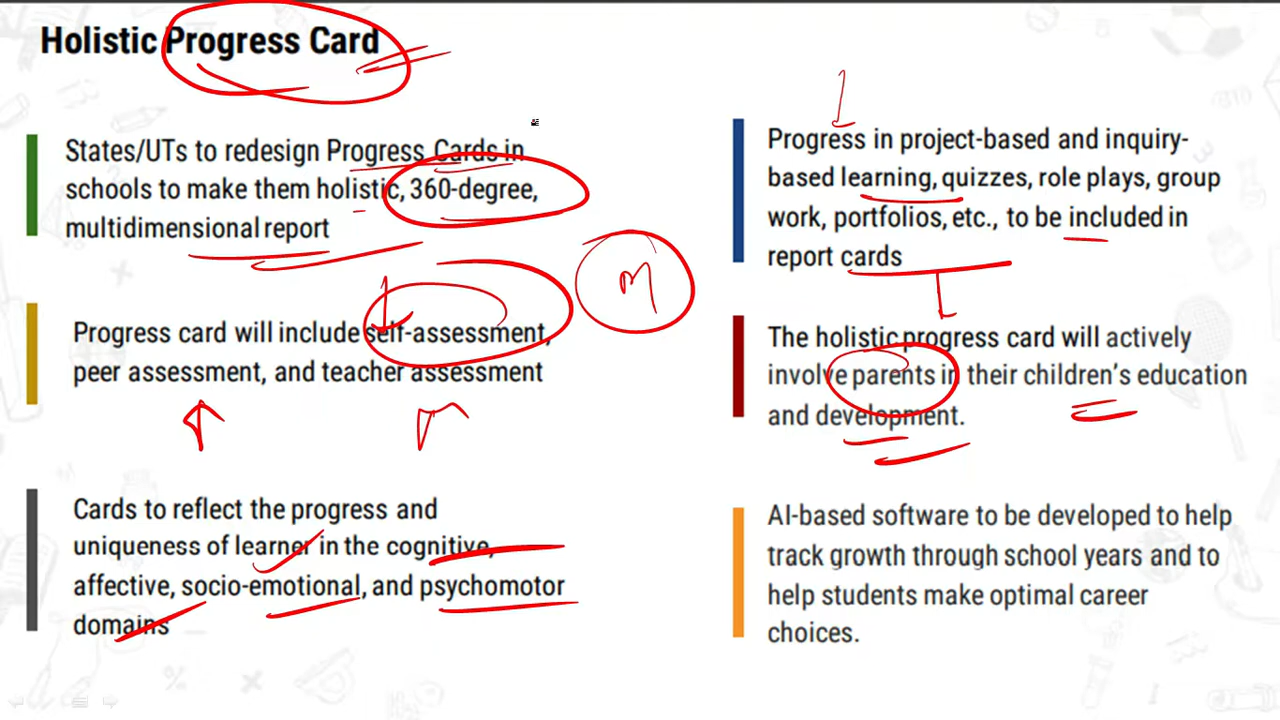 Holistic Progress Card
States/UTs to redesign Progress Cards in
schools to make them holistic, 360-degree,
multidimensional report
Progress card will include self-assessment,
peer assessment, and teacher assessment
Cards to reflect the progress and
uniqueness of learner in the cognitive,
affective, socio-emotional, and psychomotor
domains
Progress in project-based and inquiry-
based learning, quizzes, role plays, group
work, portfolios, etc., to be included in
report cards
The holistic progress card will actively
involve parents in their children's education
and development.
AI-based software to be developed to help
track growth through school years and to
help students make optimal career
choices.